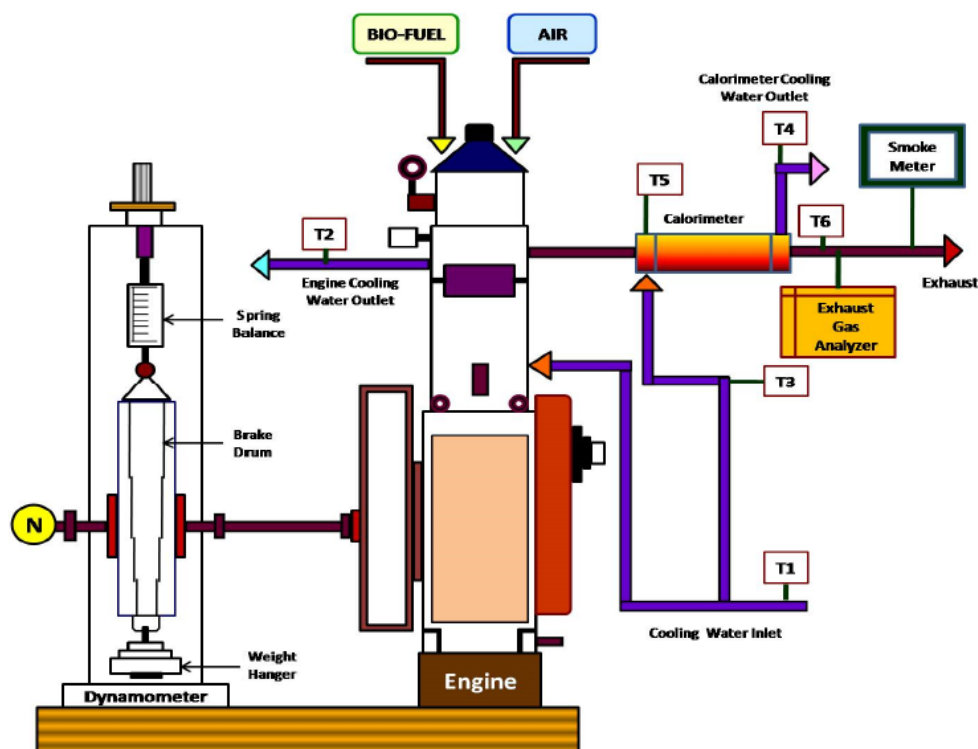 BIO-FUEL
AIR
Calorimeter Cooling
Water Outlet
T4
Smoke
Meter
T5
Calorimeter
T6
T2
Engine Cooling
Water Outlet
Exhaust
Spring
Balance
Exhaust
Gas
Analyzer
T3
Brake
Drum
N
T1
Cooling Water Inlet
Weight
Hanger
Engine
Dynamometer